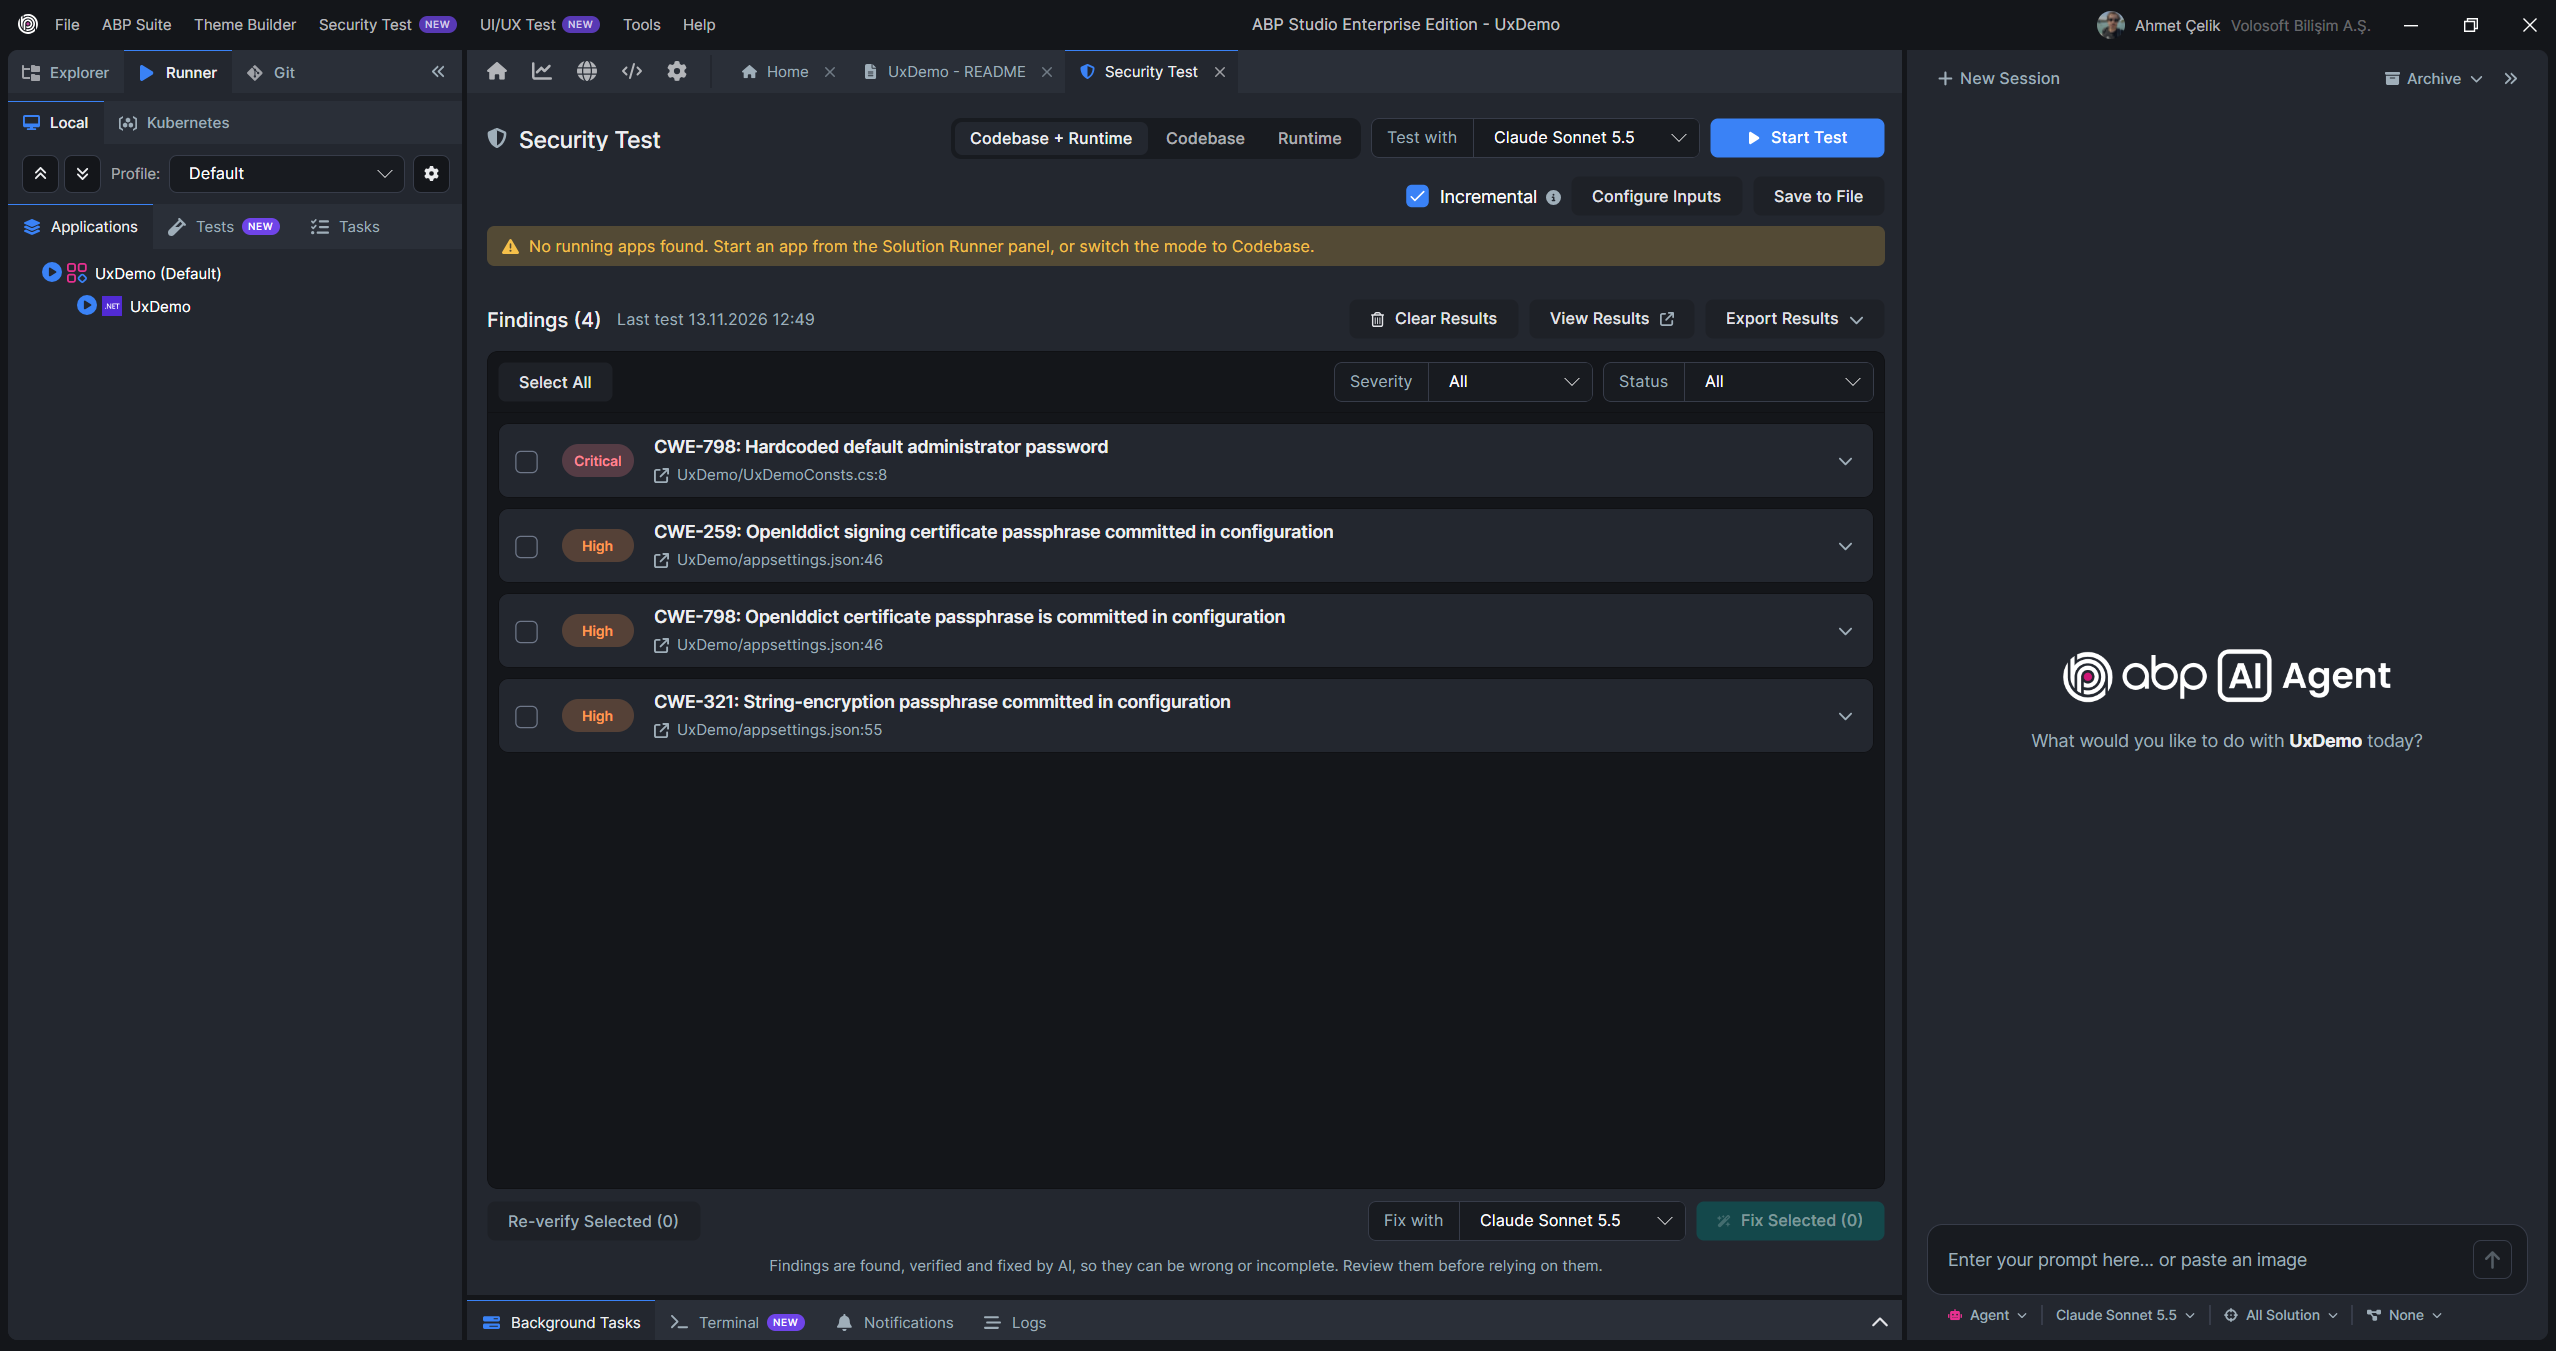 File ABP Suite Theme Builder Security Test NEW UI/UX Test NEW Tools Help
ABP Studio Enterprise Edition - UxDemo
Ahmet Çelik Volosoft Bilişim A.Ş.
Explorer Runner Git
Local Kubernetes
Profile: Default
Applications Tests NEW Tasks
UxDemo (Default)
.NET UxDemo
Home UxDemo - README Security Test
Security Test
Codebase + Runtime Codebase Runtime
Test with Claude Sonnet 5.5
Start Test
Incremental Configure Inputs Save to File
No running apps found. Start an app from the Solution Runner panel, or switch the mode to Codebase.
Findings (4) Last test 13.11.2026 12:49
Clear Results View Results Export Results
Select All
Severity All Status All
Critical
CWE-798: Hardcoded default administrator password
UxDemo/UxDemoConsts.cs:8
High
CWE-259: OpenIddict signing certificate passphrase committed in configuration
UxDemo/appsettings.json:46
High
CWE-798: OpenIddict certificate passphrase is committed in configuration
UxDemo/appsettings.json:46
High
CWE-321: String-encryption passphrase committed in configuration
UxDemo/appsettings.json:55
Re-verify Selected (0)
Fix with Claude Sonnet 5.5
Fix Selected (0)
Findings are found, verified and fixed by AI, so they can be wrong or incomplete. Review them before relying on them.
Background Tasks Terminal NEW Notifications Logs
New Session Archive
abp AI Agent
What would you like to do with UxDemo today?
Enter your prompt here... or paste an image
Agent Claude Sonnet 5.5 All Solution None